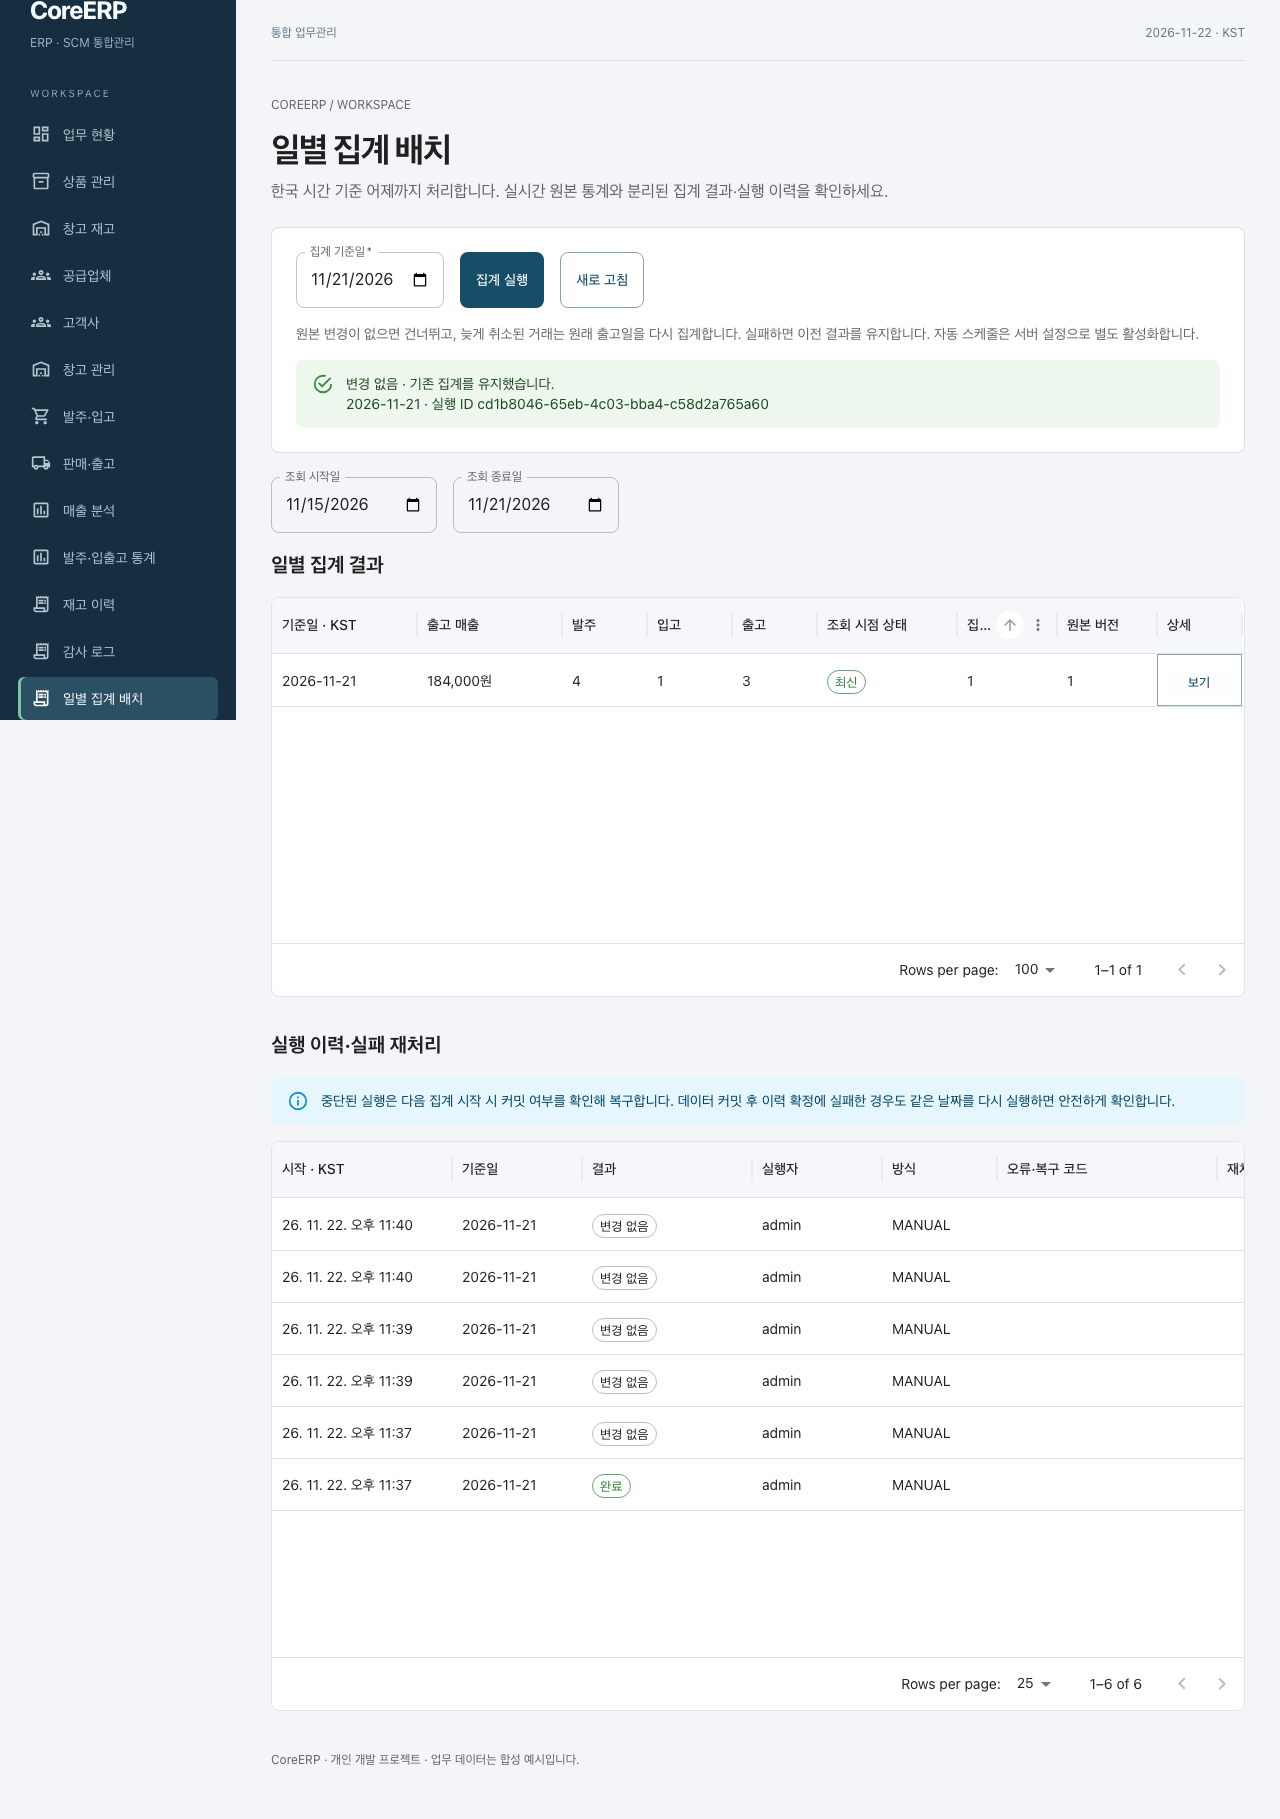 CoreERP
ERP · SCM 통합관리
WORKSPACE
업무 현황
상품 관리
창고 재고
공급업체
고객사
창고 관리
발주·입고
판매·출고
매출 분석
발주·입출고 통계
재고 이력
감사 로그
일별 집계 배치
통합 업무관리
2026-11-22 · KST
COREERP / WORKSPACE
일별 집계 배치
한국 시간 기준 어제까지 처리합니다. 실시간 원본 통계와 분리된 집계 결과·실행 이력을 확인하세요.
집계 기준일 *
11/21/2026
집계 실행
새로 고침
원본 변경이 없으면 건너뛰고, 늦게 취소된 거래는 원래 출고일을 다시 집계합니다. 실패하면 이전 결과를 유지합니다. 자동 스케줄은 서버 설정으로 별도 활성화합니다.
변경 없음 · 기존 집계를 유지했습니다.
2026-11-21 · 실행 ID cd1b8046-65eb-4c03-bba4-c58d2a765a60
조회 시작일 조회 종료일
11/15/2026 11/21/2026
일별 집계 결과
기준일 · KST 출고 매출 발주 입고 출고 조회 시점 상태 집... 원본 버전 상세
2026-11-21 184,000원 4 1 3 최신 1 1 보기
Rows per page: 100 1–1 of 1
실행 이력·실패 재처리
중단된 실행은 다음 집계 시작 시 커밋 여부를 확인해 복구합니다. 데이터 커밋 후 이력 확정에 실패한 경우도 같은 날짜를 다시 실행하면 안전하게 확인합니다.
시작 · KST 기준일 결과 실행자 방식 오류·복구 코드
26. 11. 22. 오후 11:40 2026-11-21 변경 없음 admin MANUAL
26. 11. 22. 오후 11:40 2026-11-21 변경 없음 admin MANUAL
26. 11. 22. 오후 11:39 2026-11-21 변경 없음 admin MANUAL
26. 11. 22. 오후 11:39 2026-11-21 변경 없음 admin MANUAL
26. 11. 22. 오후 11:37 2026-11-21 변경 없음 admin MANUAL
26. 11. 22. 오후 11:37 2026-11-21 완료 admin MANUAL
Rows per page: 25 1–6 of 6
CoreERP · 개인 개발 프로젝트 · 업무 데이터는 합성 예시입니다.